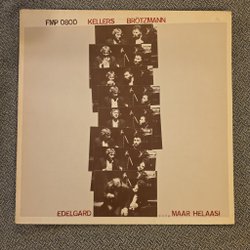 FMP 0800 KELLERS BRÖTZMANN
EDELGARD ...., MAAR HELAAS!